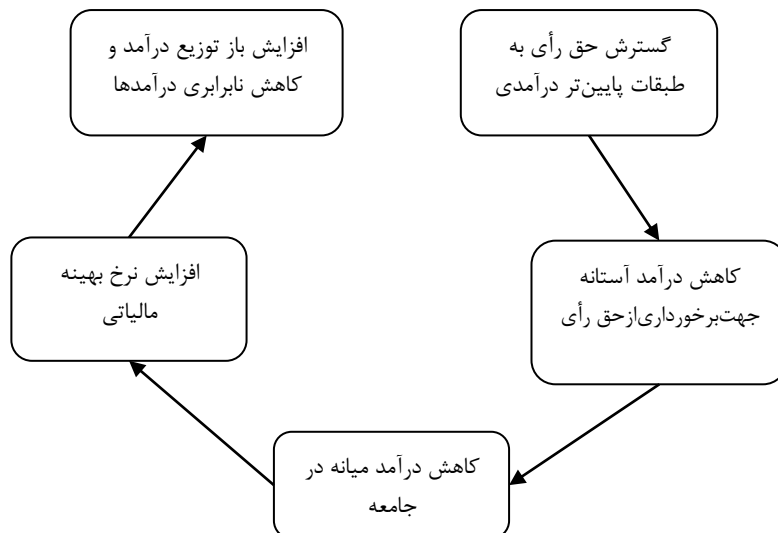 گسترش حق رأی به
طبقات پایین‌تر درآمدی
کاهش درآمد آستانه
جهت‌برخورداری‌ازحق رأی
کاهش درآمد میانه در
جامعه
افزایش نرخ بهینه
مالیاتی
افزایش باز توزیع درآمد و
کاهش نابرابری درآمدها